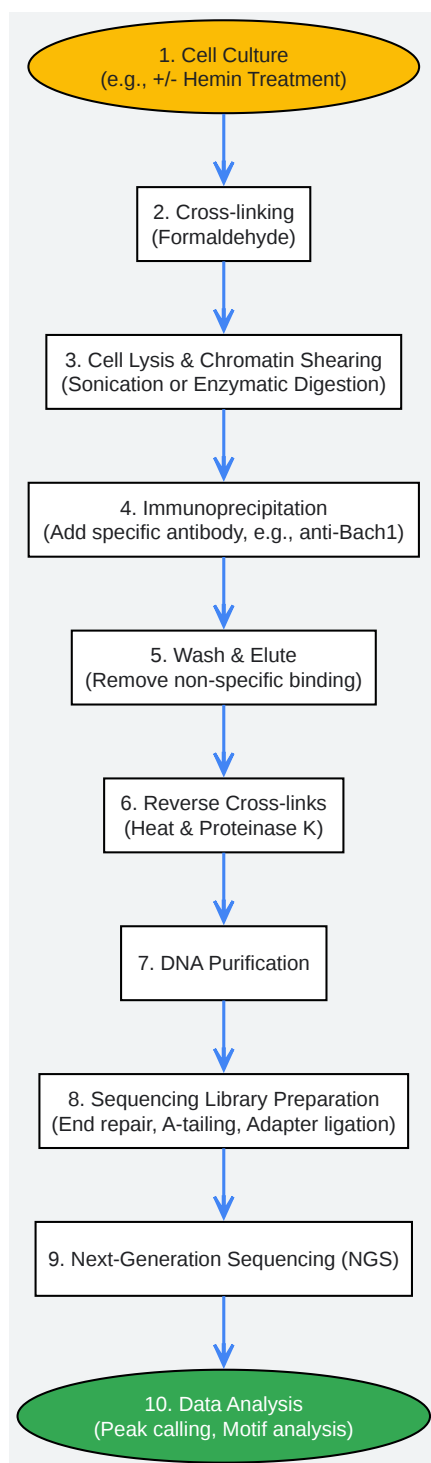 1. Cell Culture
(e.g., +/- Hemin Treatment)
2. Cross-linking
(Formaldehyde)
3. Cell Lysis & Chromatin Shearing
(Sonication or Enzymatic Digestion)
4. Immunoprecipitation
(Add specific antibody, e.g., anti-Bach1)
5. Wash & Elute
(Remove non-specific binding)
6. Reverse Cross-links
(Heat & Proteinase K)
7. DNA Purification
8. Sequencing Library Preparation
(End repair, A-tailing, Adapter ligation)
9. Next-Generation Sequencing (NGS)
10. Data Analysis
(Peak calling, Motif analysis)